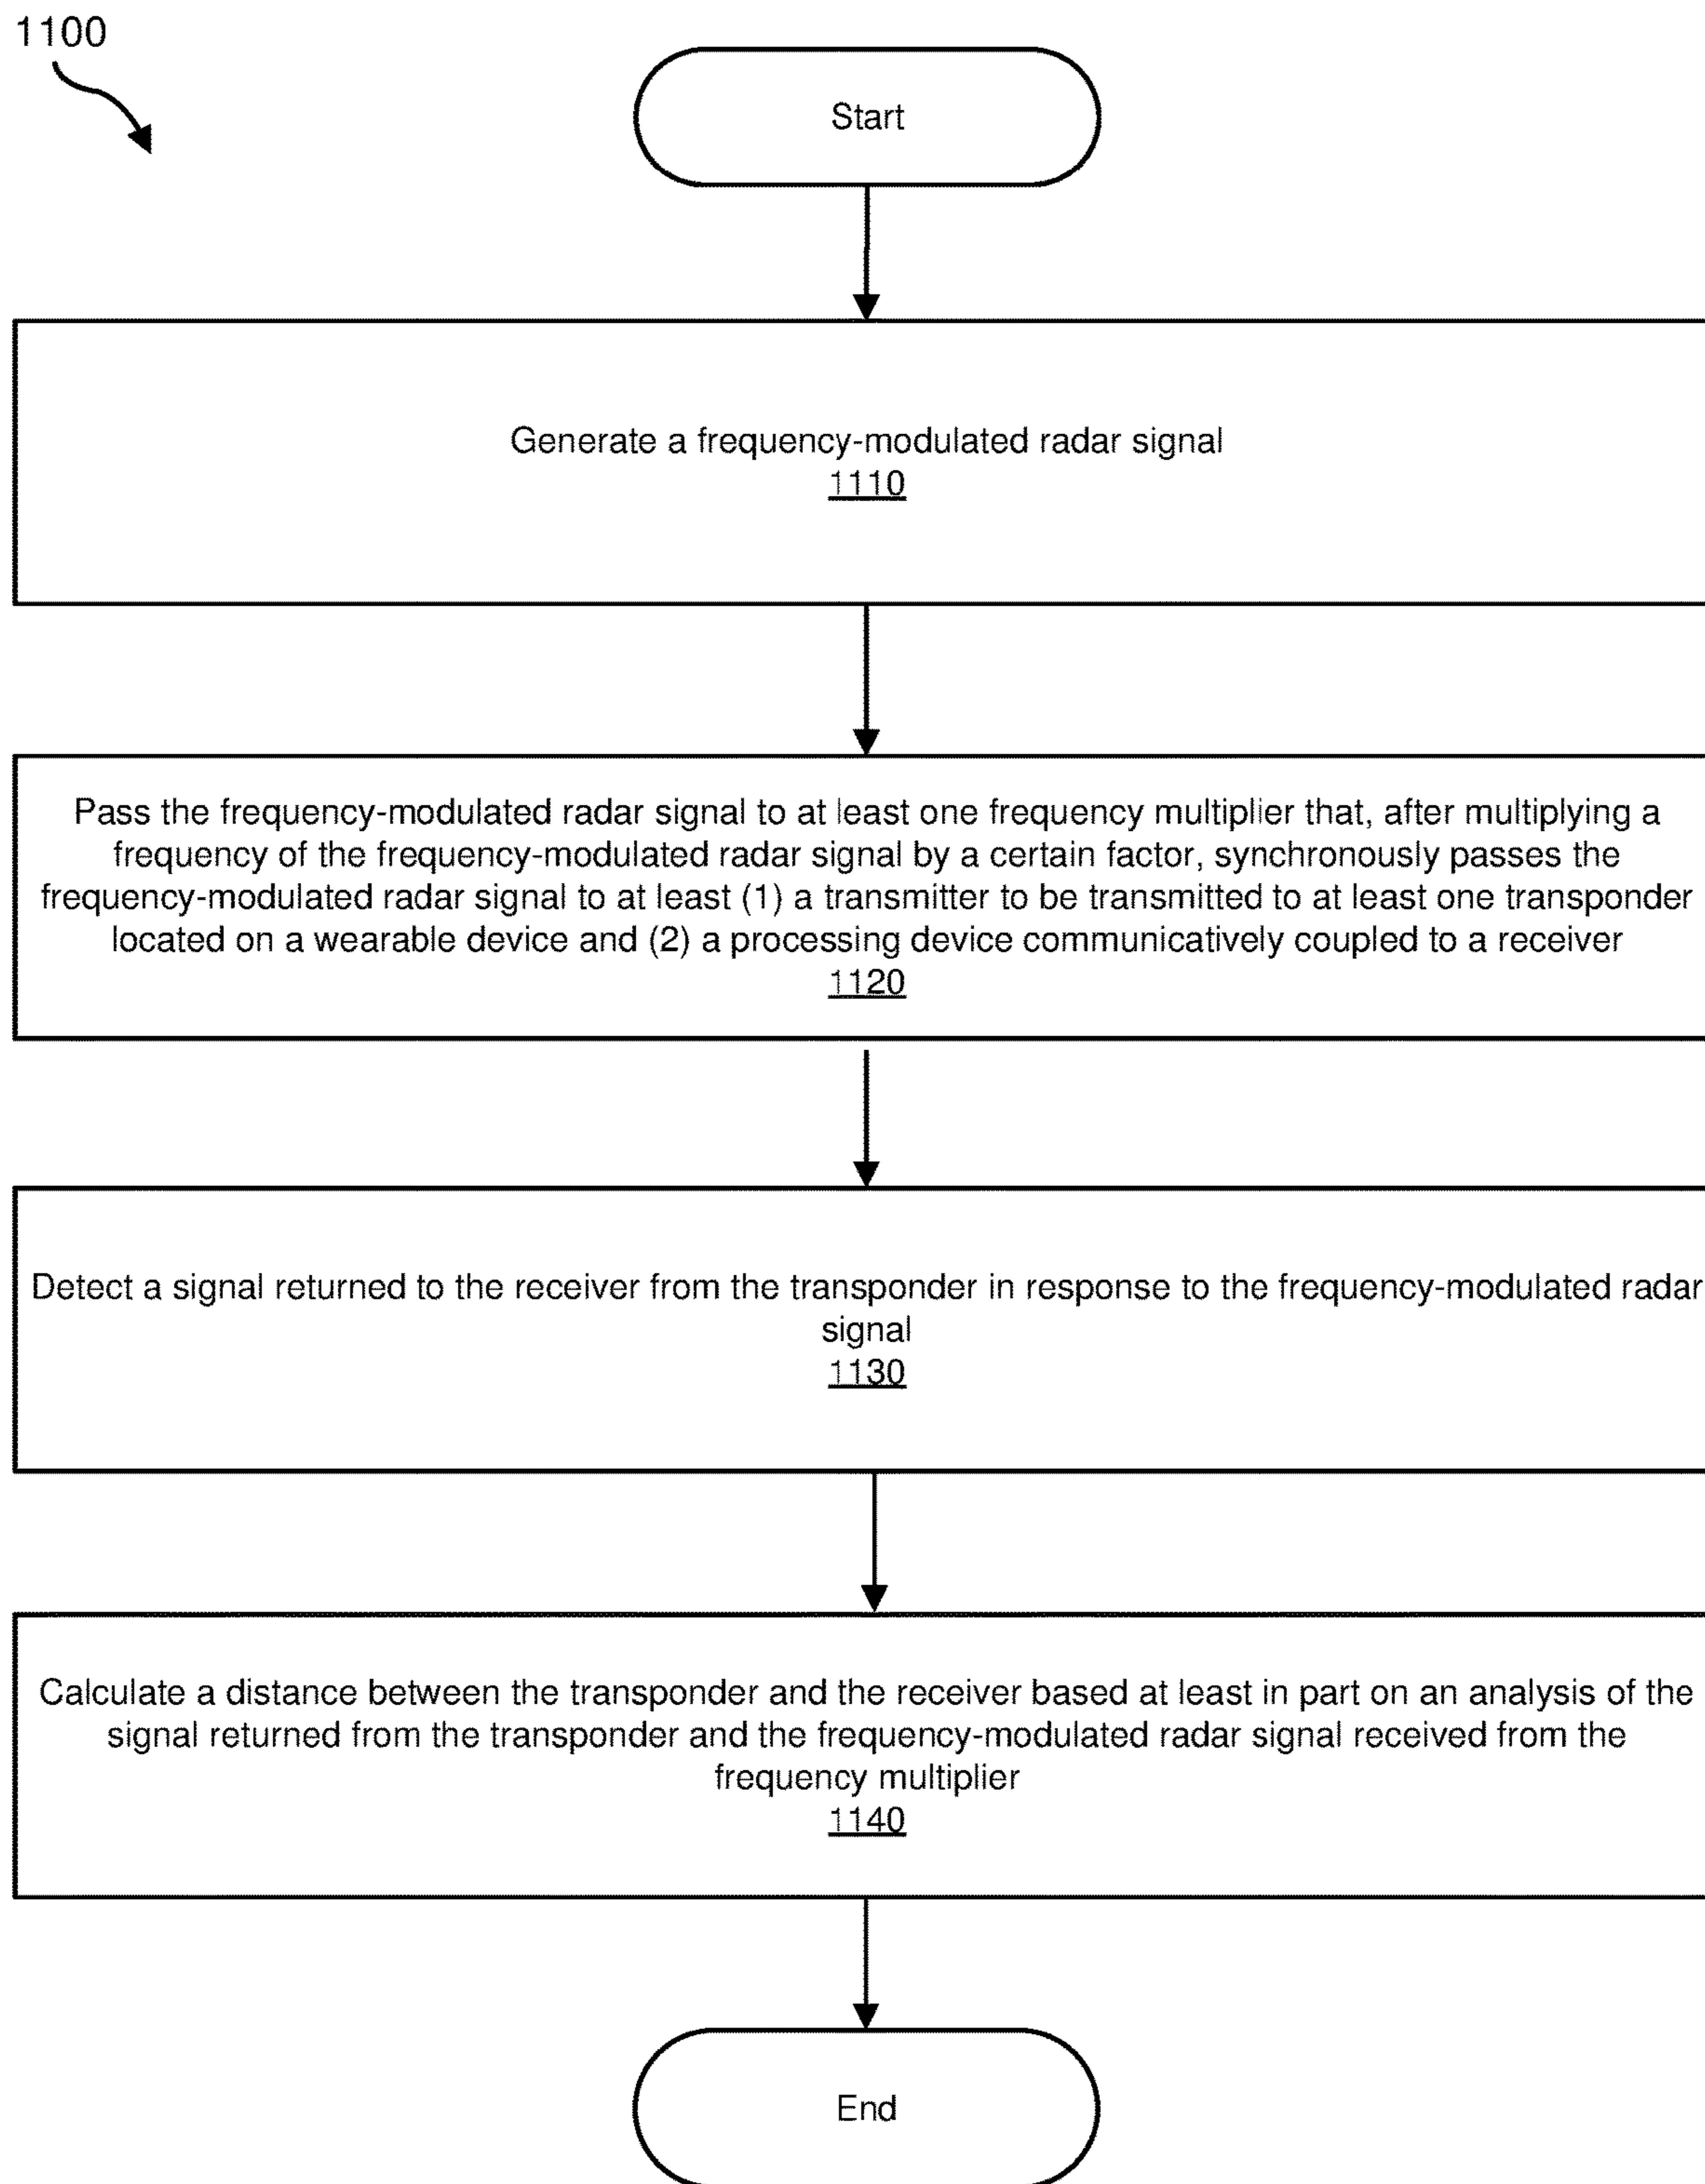 1100
Start
Generate a frequency-modulated radar signal
1110
Pass the frequency-modulated radar signal to at least one frequency multiplier that, after multiplying a
frequency of the frequency-modulated radar signal by a certain factor, synchronously passes the
frequency-modulated radar signal to at least (1) a transmitter to be transmitted to at least one transponder
located on a wearable device and (2) a processing device communicatively coupled to a receiver
1120
Detect a signal returned to the receiver from the transponder in response to the frequency-modulated radar
signal
1130
Calculate a distance between the transponder and the receiver based at least in part on an analysis of the
signal returned from the transponder and the frequency-modulated radar signal received from the
frequency multiplier
1140
End